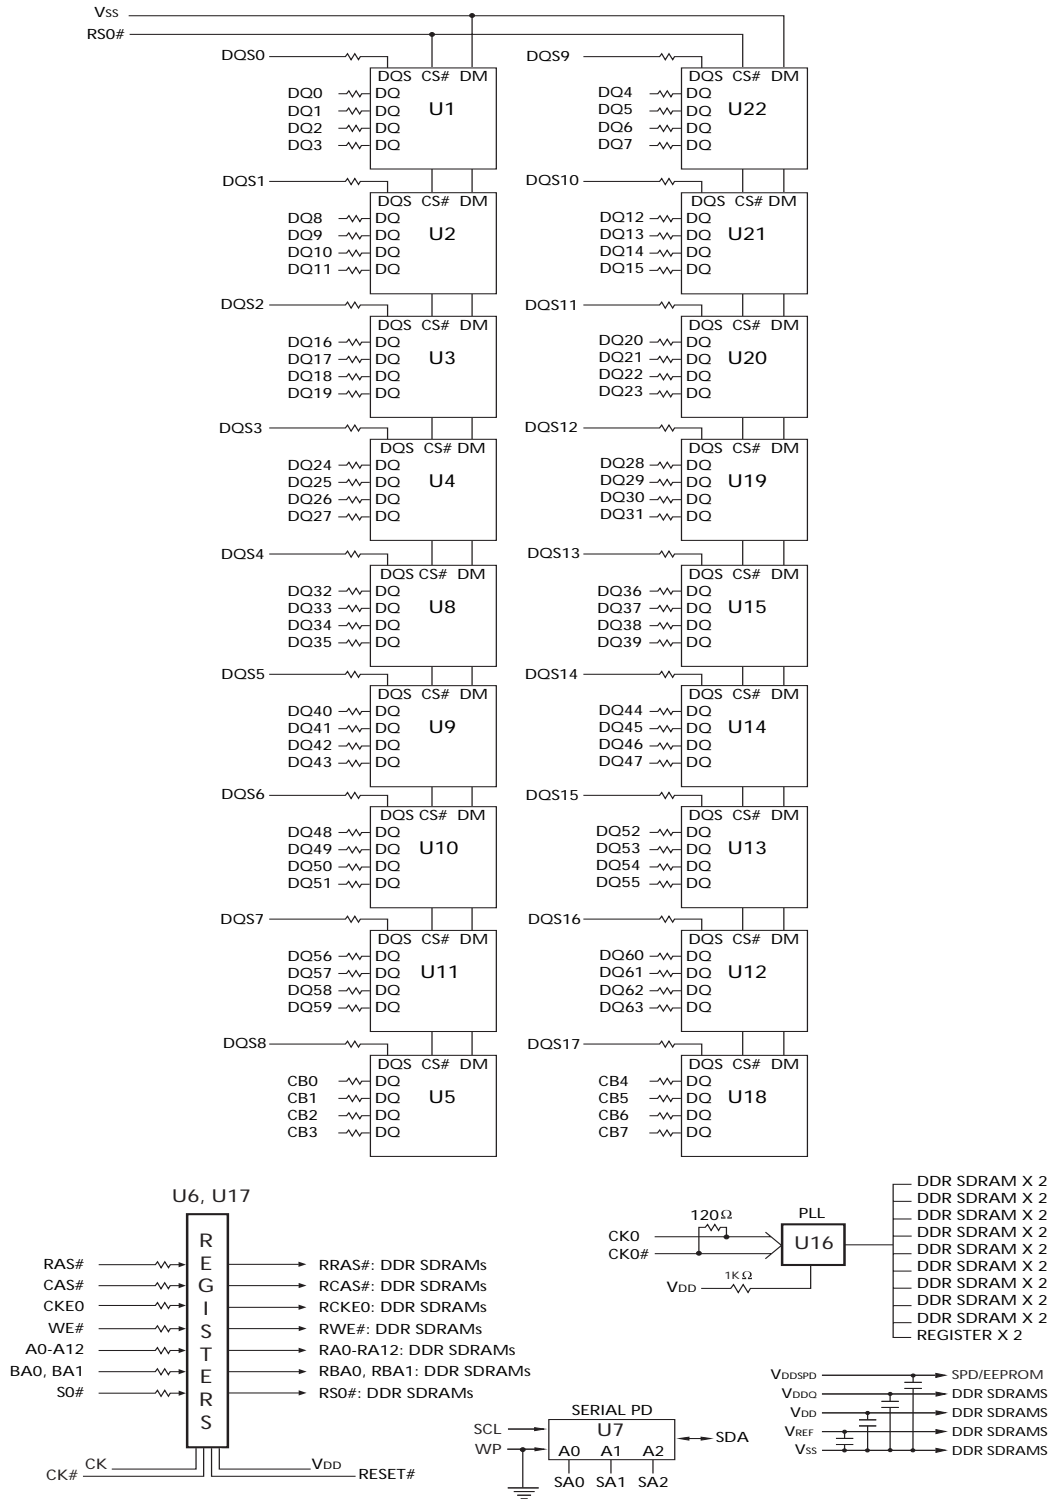 VSS
RS0#
DQS0
DQS9
DQS CS# DM
DQS CS# DM
DQ0 DQ
DQ1 DQ
DQ2 DQ
DQ3 DQ
U1
DQ4 DQ
DQ5 DQ
DQ6 DQ
DQ7 DQ
U22
DQS1
DQS10
DQS CS# DM
DQS CS# DM
DQ8 DQ
DQ9 DQ
DQ10 DQ
DQ11 DQ
U2
DQ12 DQ
DQ13 DQ
DQ14 DQ
DQ15 DQ
U21
DQS2
DQS11
DQS CS# DM
DQS CS# DM
DQ16 DQ
DQ17 DQ
DQ18 DQ
DQ19 DQ
U3
DQ20 DQ
DQ21 DQ
DQ22 DQ
DQ23 DQ
U20
DQS3
DQS12
DQS CS# DM
DQS CS# DM
DQ24 DQ
DQ25 DQ
DQ26 DQ
DQ27 DQ
U4
DQ28 DQ
DQ29 DQ
DQ30 DQ
DQ31 DQ
U19
DQS4
DQS13
DQS CS# DM
DQS CS# DM
DQ32 DQ
DQ33 DQ
DQ34 DQ
DQ35 DQ
U8
DQ36 DQ
DQ37 DQ
DQ38 DQ
DQ39 DQ
U15
DQS5
DQS14
DQS CS# DM
DQS CS# DM
DQ40 DQ
DQ41 DQ
DQ42 DQ
DQ43 DQ
U9
DQ44 DQ
DQ45 DQ
DQ46 DQ
DQ47 DQ
U14
DQS6
DQS15
DQS CS# DM
DQS CS# DM
DQ48 DQ
DQ49 DQ
DQ50 DQ
DQ51 DQ
U10
DQ52 DQ
DQ53 DQ
DQ54 DQ
DQ55 DQ
U13
DQS7
DQS16
DQS CS# DM
DQS CS# DM
DQ56 DQ
DQ57 DQ
DQ58 DQ
DQ59 DQ
U11
DQ60 DQ
DQ61 DQ
DQ62 DQ
DQ63 DQ
U12
DQS8
DQS17
DQS CS# DM
DQS CS# DM
CB0 DQ
CB1 DQ
CB2 DQ
CB3 DQ
U5
CB4 DQ
CB5 DQ
CB6 DQ
CB7 DQ
U18
U6, U17
REGISTERS
RAS#
CAS#
CKE0
WE#
A0-A12
BA0, BA1
S0#
RRAS#: DDR SDRAMs
RCAS#: DDR SDRAMs
RCKE0: DDR SDRAMs
RWE#: DDR SDRAMs
RA0-RA12: DDR SDRAMs
RBA0, RBA1: DDR SDRAMs
RS0#: DDR SDRAMs
CK
CK#
VDD
RESET#
PLL
U16
120Ω
CK0
CK0#
VDD
1KΩ
DDR SDRAM X 2
DDR SDRAM X 2
DDR SDRAM X 2
DDR SDRAM X 2
DDR SDRAM X 2
DDR SDRAM X 2
DDR SDRAM X 2
DDR SDRAM X 2
DDR SDRAM X 2
REGISTER X 2
SERIAL PD
U7
SCL
WP
A0 A1 A2
SA0 SA1 SA2
SDA
VDDSPD SPD/EEPROM
VDDQ DDR SDRAMS
VDD DDR SDRAMS
VREF DDR SDRAMS
VSS DDR SDRAMS